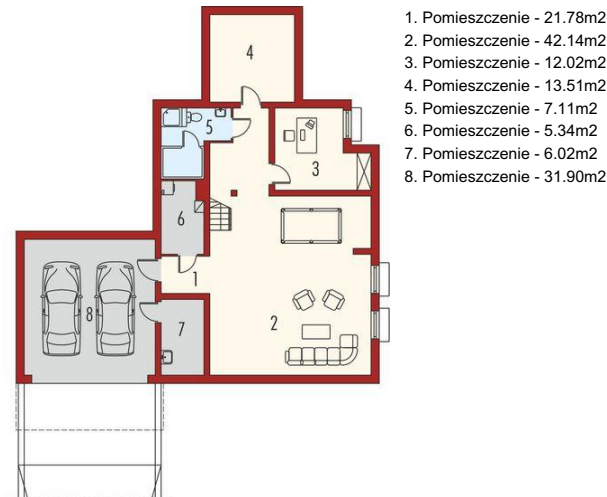 1. Pomieszczenie - 21.78m2
2. Pomieszczenie - 42.14m2
3. Pomieszczenie - 12.02m2
4. Pomieszczenie - 13.51m2
5. Pomieszczenie - 7.11m2
6. Pomieszczenie - 5.34m2
7. Pomieszczenie - 6.02m2
8. Pomieszczenie - 31.90m2
4
5
3
6
1
8
7
2